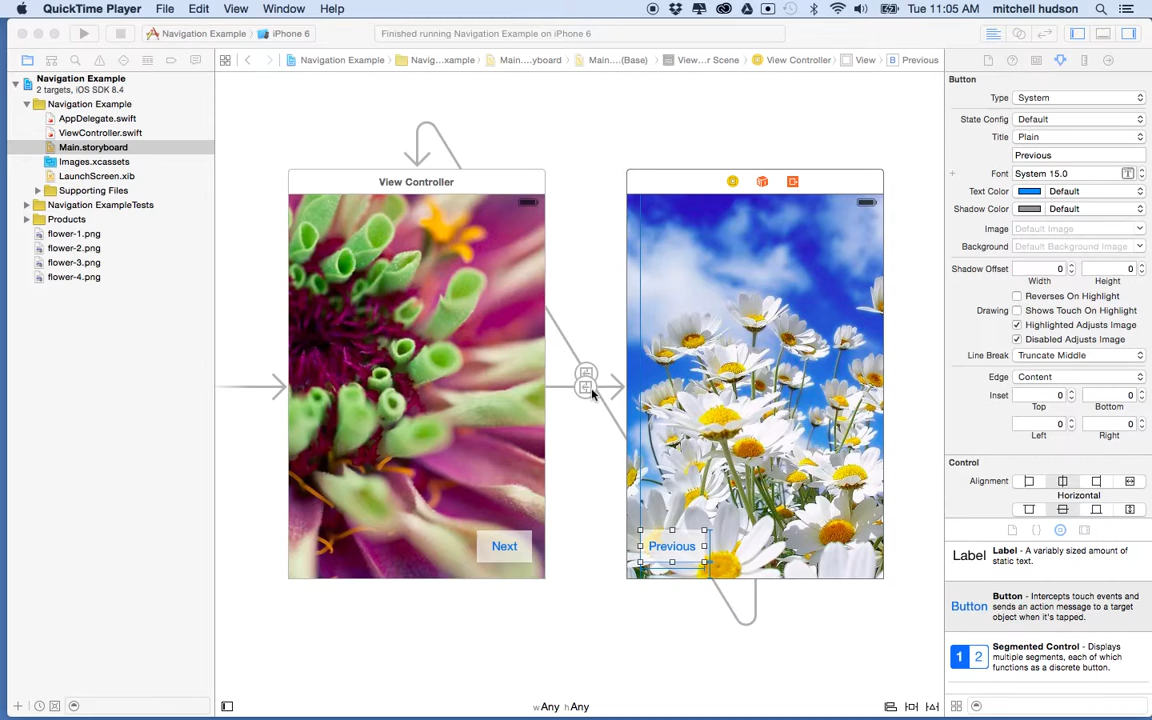 QuickTime Player File Edit View Window Help Tue 11:05 AM mitchell hudson
Navigation Example iPhone 6 Finished running Navigation Example on iPhone 6
Navigation Example Navig...xample Main....yboard Main....(Base) View...r Scene View Controller View B Previous
Navigation Example
2 targets, iOS SDK 8.4
Navigation Example
AppDelegate.swift
ViewController.swift
Main.storyboard
Images.xcassets
LaunchScreen.xib
Supporting Files
Navigation ExampleTests
Products
flower-1.png
flower-2.png
flower-3.png
flower-4.png
View Controller
Next
Previous
wAny hAny
Button
Type System
State Config Default
Title Plain
Previous
Font System 15.0
Text Color Default
Shadow Color Default
Image Default Image
Background Default Background Image
Shadow Offset 0 0
Width Height
Reverses On Highlight
Drawing Shows Touch On Highlight
Highlighted Adjusts Image
Disabled Adjusts Image
Line Break Truncate Middle
Edge Content
Inset 0 0
Top Bottom
0 0
Left Right
Control
Alignment
Horizontal
Label Label - A variably sized amount of
static text.
Button Button - Intercepts touch events and
sends an action message to a target
object when it's tapped.
1 2 Segmented Control - Displays
multiple segments, each of which
functions as a discrete button.